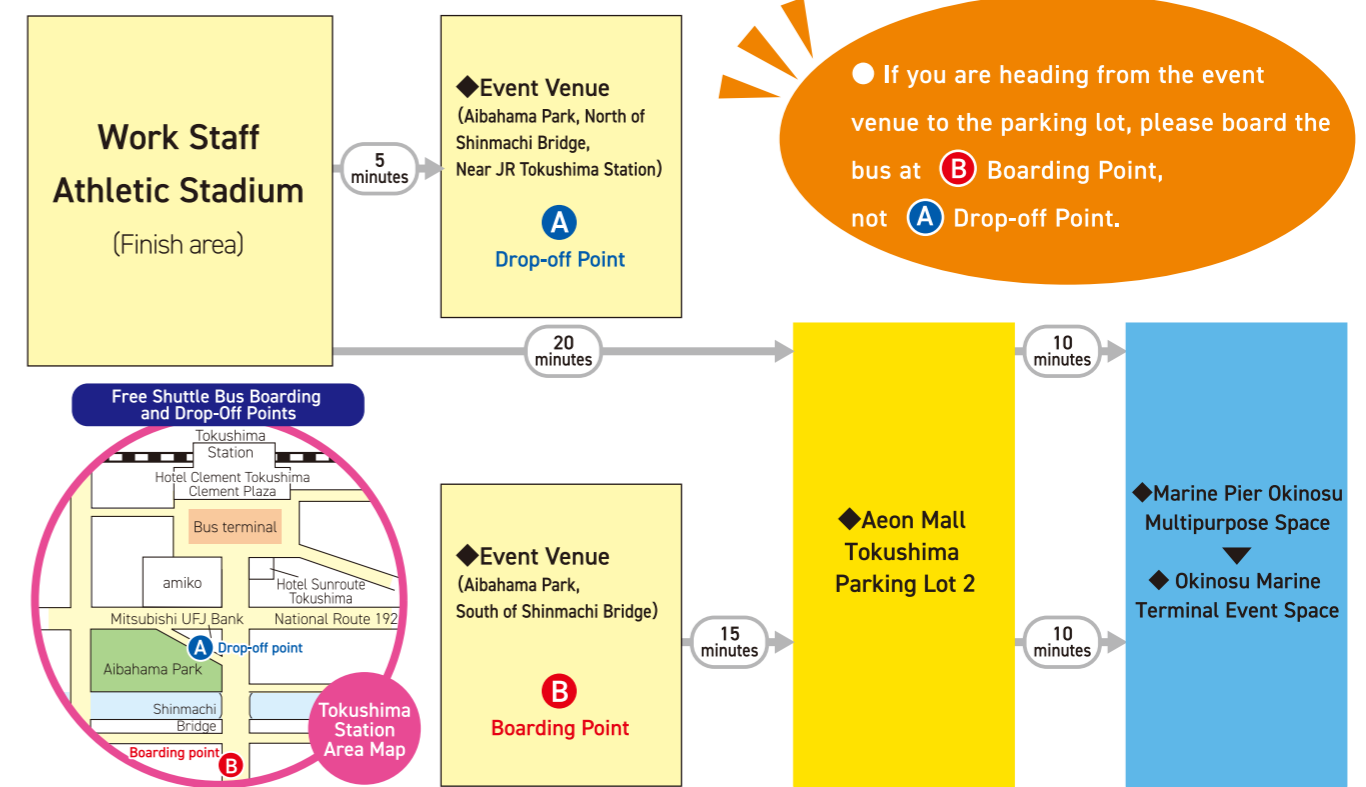 Work Staff
Athletic Stadium
(Finish area)
5
minutes
◆Event Venue
(Aibahama Park, North of
Shinmachi Bridge,
Near JR Tokushima Station)
A
Drop-off Point
● If you are heading from the event
venue to the parking lot, please board the
bus at B Boarding Point,
not A Drop-off Point.
20
minutes
10
minutes
Free Shuttle Bus Boarding
and Drop-Off Points
Tokushima
Station
Hotel Clement Tokushima
Clement Plaza
Bus terminal
amiko
Hotel Sunroute
Tokushima
Mitsubishi UFJ Bank
National Route 192
A Drop-off point
Aibahama Park
Shinmachi
Bridge
Boarding point
B
Tokushima
Station
Area Map
◆Event Venue
(Aibahama Park,
South of Shinmachi Bridge)
B
Boarding Point
15
minutes
◆Aeon Mall
Tokushima
Parking Lot 2
10
minutes
◆Marine Pier Okinosu
Multipurpose Space
▼
◆ Okinosu Marine
Terminal Event Space